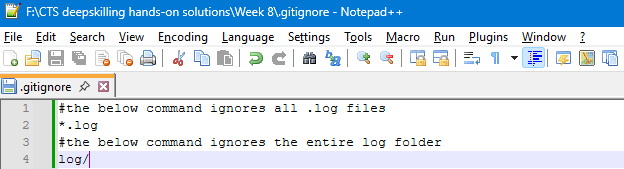 F:\CTS deepskilling hands-on solutions\Week 8\.gitignore - Notepad++
File Edit Search View Encoding Language Settings Tools Macro Run Plugins Window ?
.gitignore
1 #the below command ignores all .log files
2 *.log
3 #the below command ignores the entire log folder
4 log/